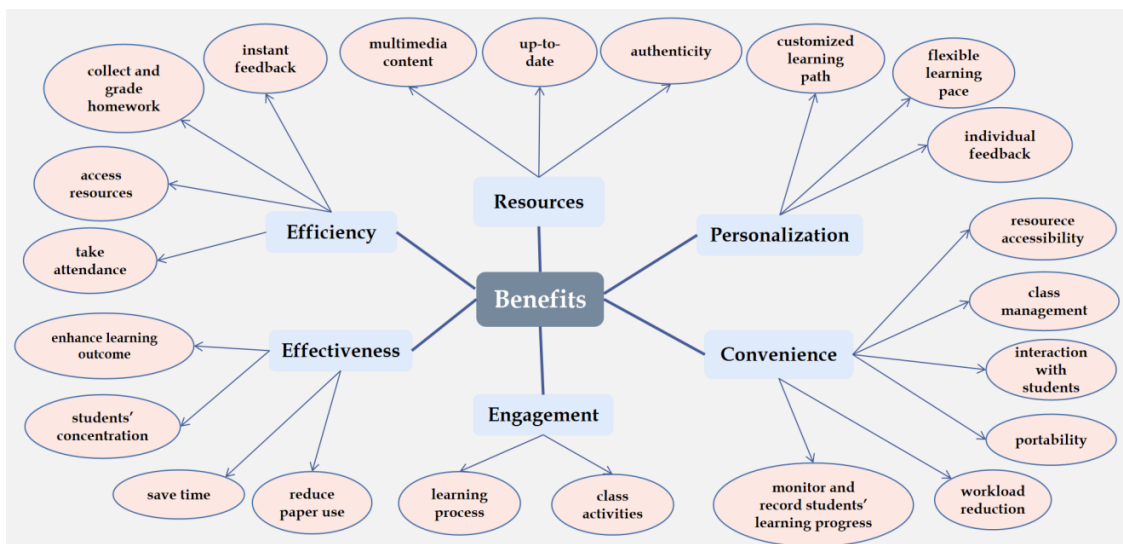 instant
feedback
multimedia
content
up-to-
date
authenticity
customized
learning
path
flexible
learning
pace
collect and
grade
homework
individual
feedback
access
resources
Resources
Efficiency
Personalization
resourece
accessibility
take
attendance
Benefits
class
management
enhance learning
outcome
Effectiveness
Convenience
interaction
with
students
students’
concentration
Engagement
portability
save time
reduce
paper use
learning
process
class
activities
monitor and
record students’
learning progress
workload
reduction